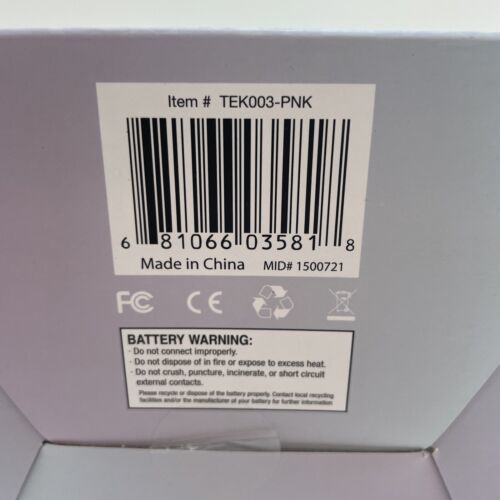 Item # TEK003-PNK
6 81066 03581 8
Made in China MID# 1500721
FC CE
BATTERY WARNING:
· Do not connect improperly.
· Do not dispose of in fire or expose to excess heat.
· Do not crush, puncture, incinerate, or short circuit
external contacts.
Please recycle or dispose of the battery properly. Contact local recycling
facilities and/or the manufacturer of your battery for further information